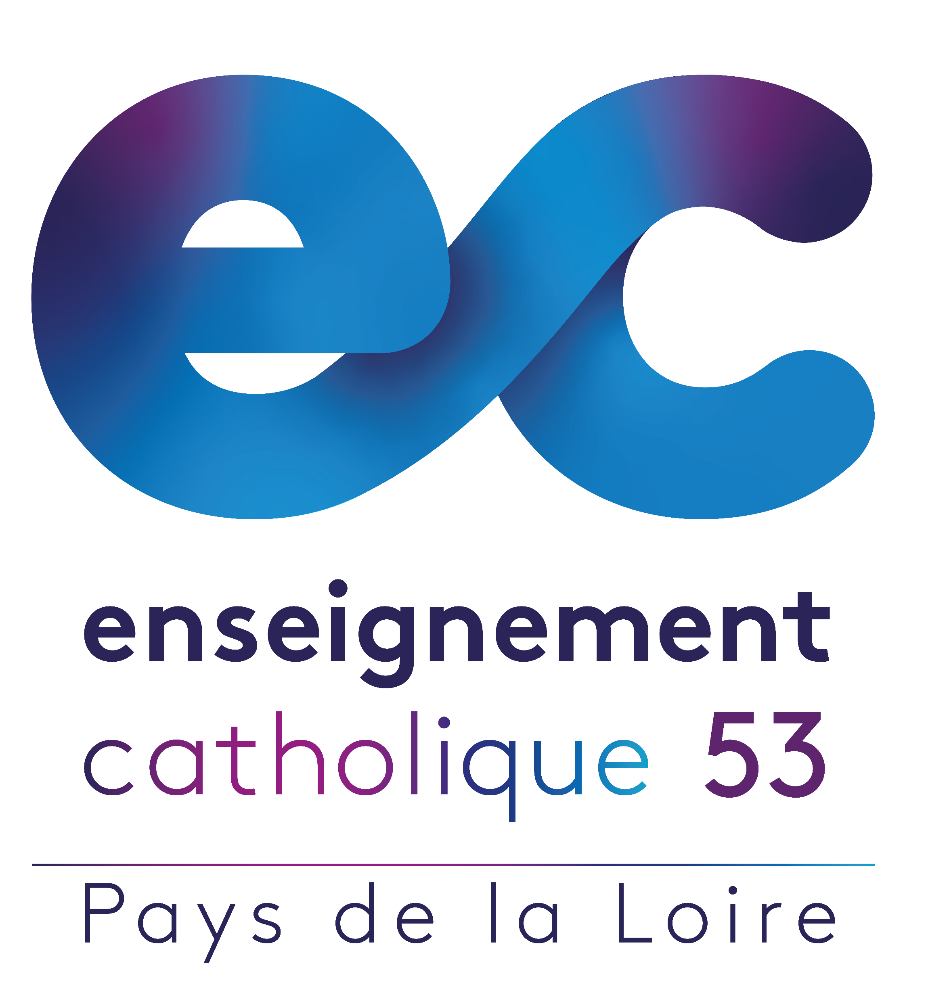 ec
enseignement
catholique 53
Pays de la Loire